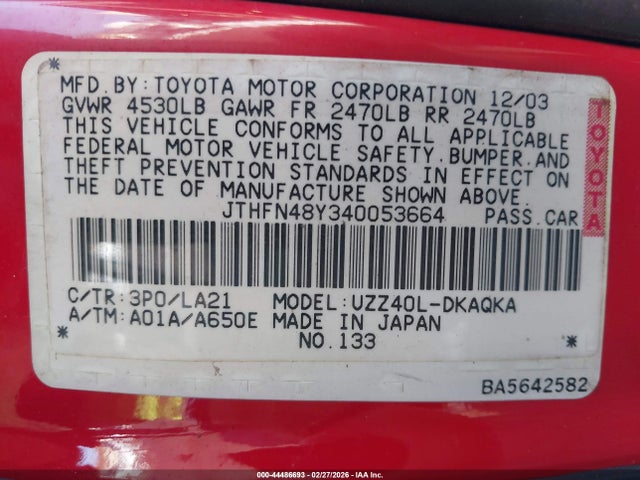 MFD. BY: TOYOTA MOTOR CORPORATION 12/03
GVWR 4530LB GAWR FR 2470LB RR 2470LB
THIS VEHICLE CONFORMS TO ALL APPLICABLE
FEDERAL MOTOR VEHICLE SAFETY, BUMPER, AND
THEFT PREVENTION STANDARDS IN EFFECT ON
THE DATE OF MANUFACTURE SHOWN ABOVE.
JTHFN48Y340053664 PASS. CAR
TOYOTA
C/TR: 3P0/LA21 MODEL: UZZ40L-DKAQKA
A/TM: A01A/A650E MADE IN JAPAN
NO. 133
BA5642582
000-44486693 - 02/27/2026 - IAA Inc.